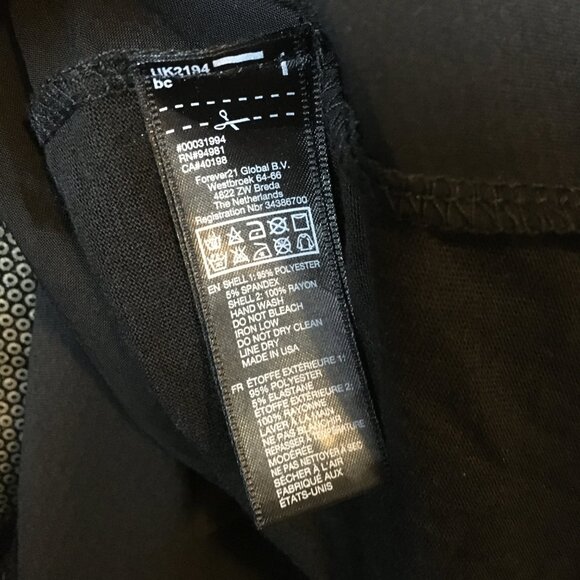 UK2194
bc
1
#00031994
RN#94981
CA#40198
Forever21 Global B.V.
Westbroek 64-66
4822 ZW Breda
The Netherlands
Registration Nbr 34386700
EN SHELL 1: 95% POLYESTER
5% SPANDEX
SHELL 2: 100% RAYON
HAND WASH
DO NOT BLEACH
IRON LOW
DO NOT DRY CLEAN
LINE DRY
MADE IN USA
FR ÉTOFFE EXTÉRIEURE 1:
95% POLYESTER
5% ELASTANE
ÉTOFFE EXTÉRIEURE 2:
100% RAYONNE
LAVER À LA MAIN
NE PAS BLANCHIR
REPASSER À
MODÉRÉE
NE PAS NETTOYER À SEC
SÉCHER À L'AIR
FABRIQUÉ AUX
ÉTATS-UNIS